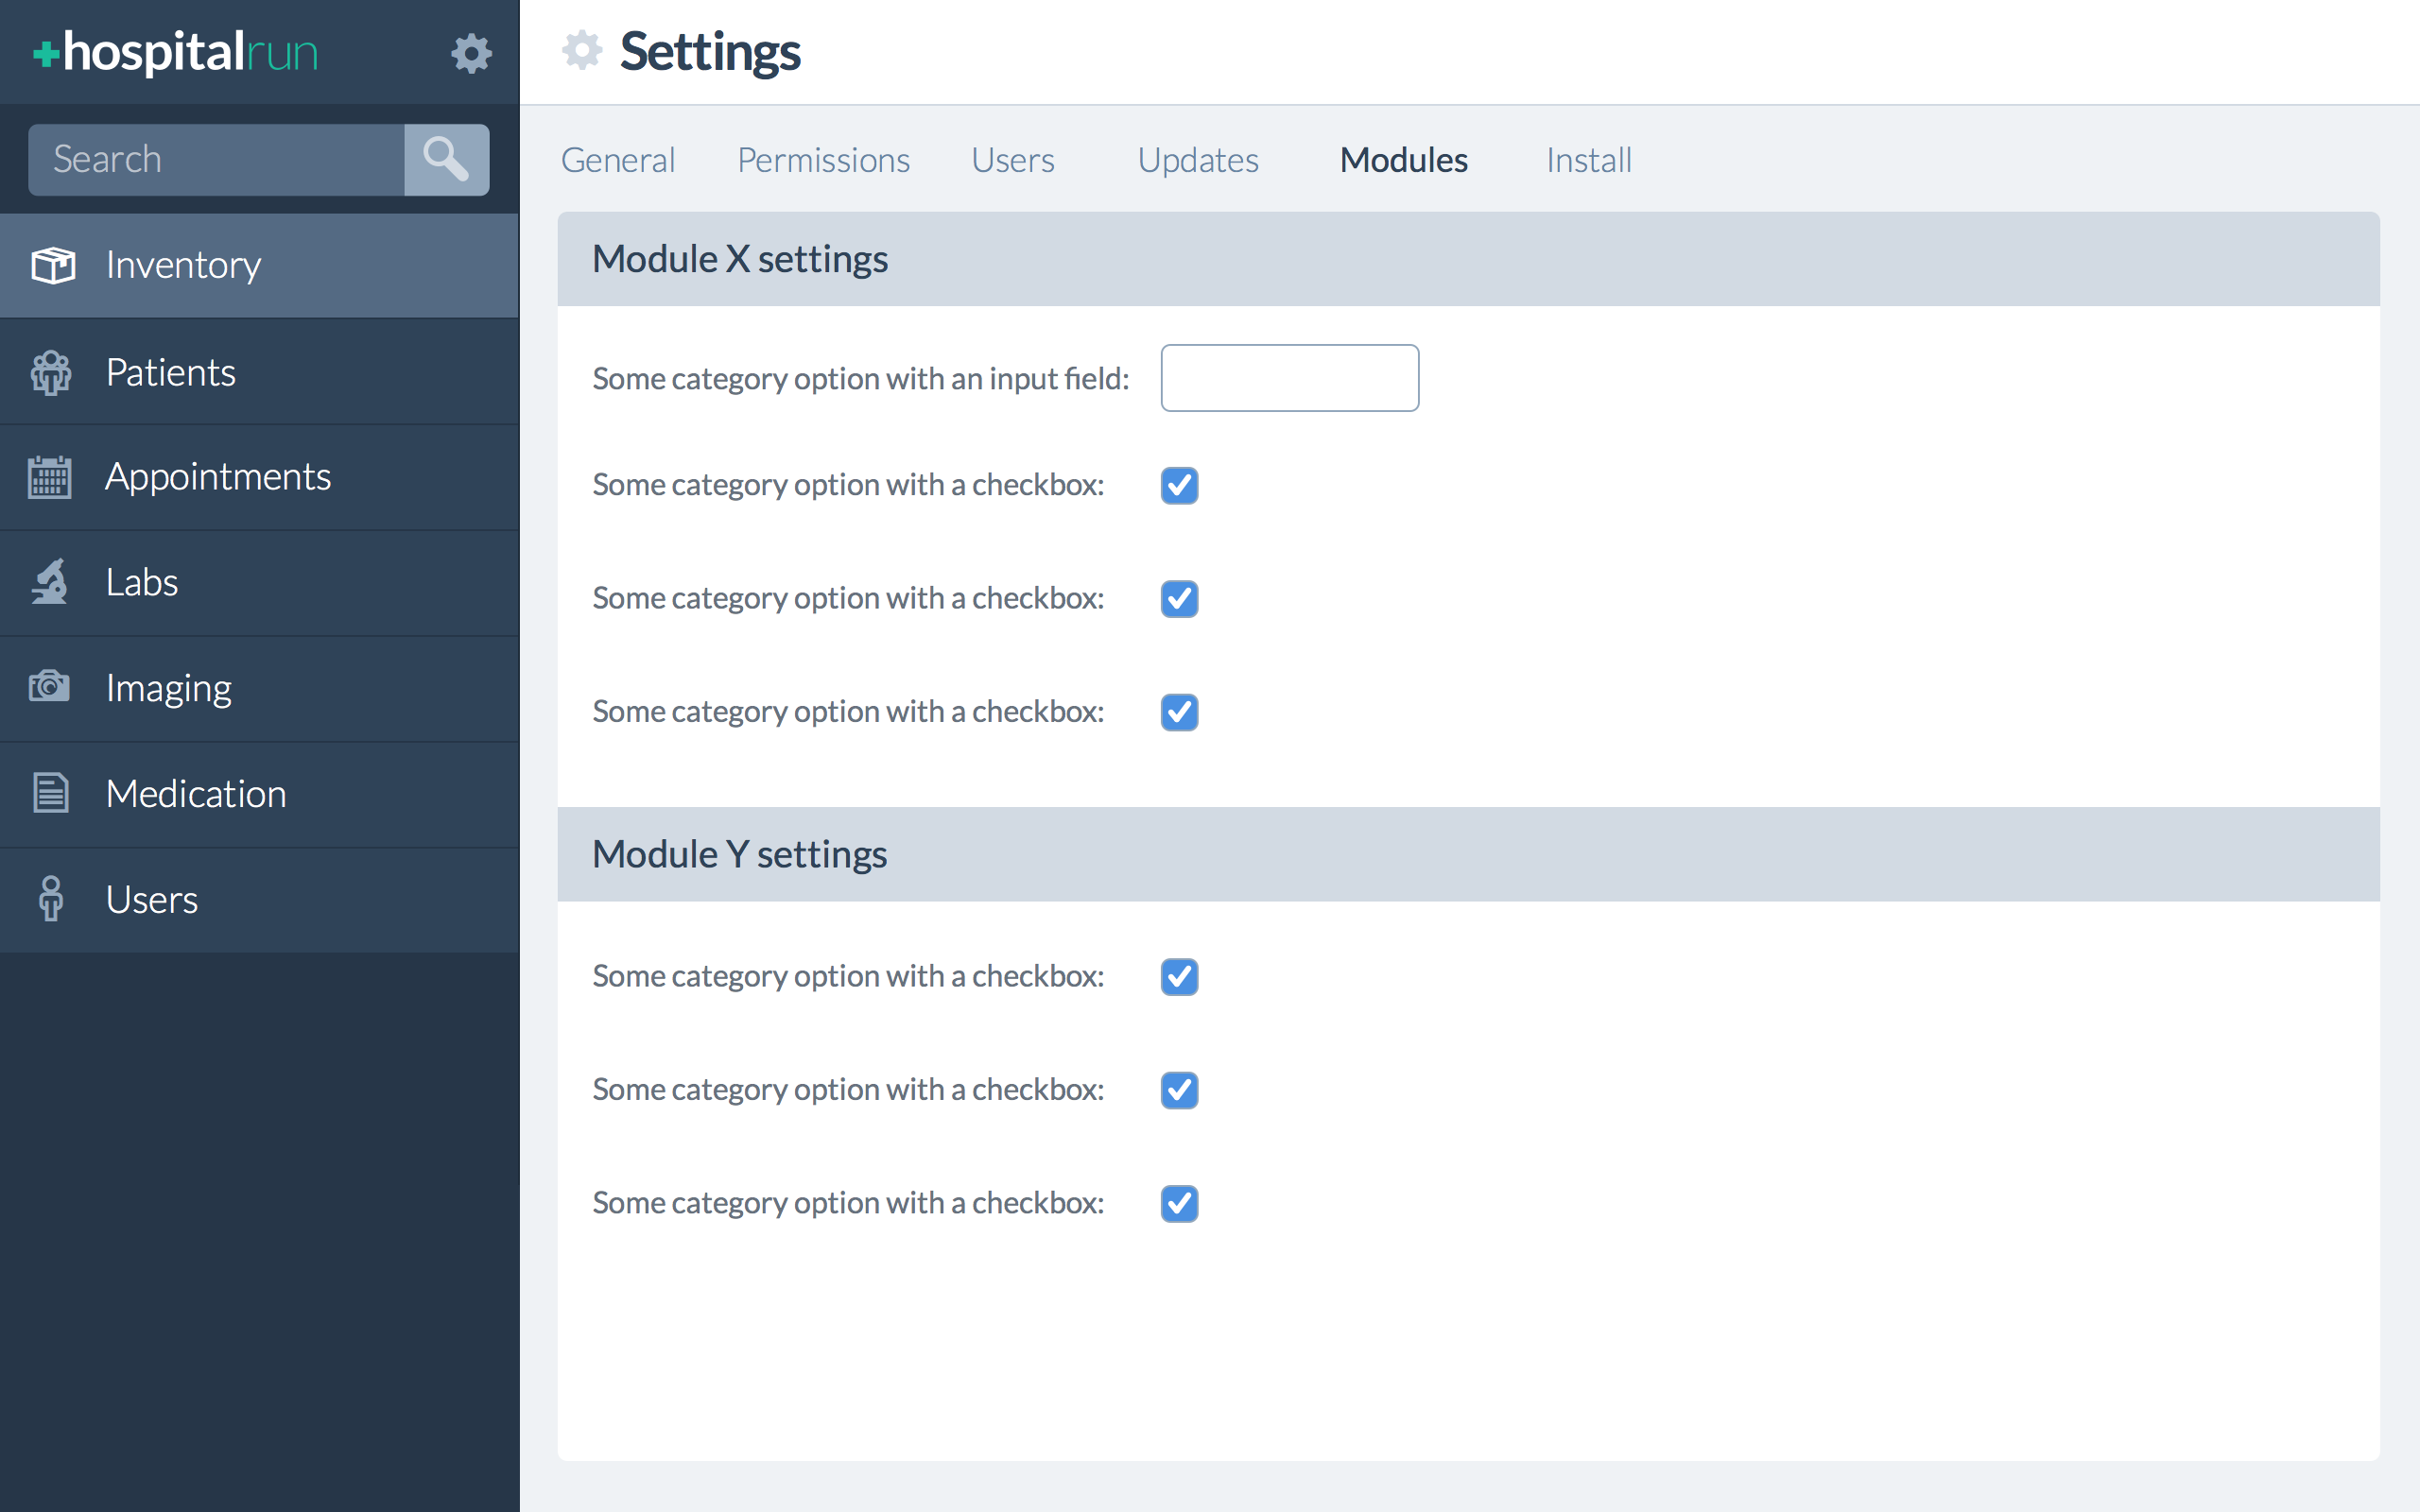 hospitalrun
Search
Inventory
Patients
Appointments
Labs
Imaging
Medication
Users
Settings
General Permissions Users Updates Modules Install
Module X settings
Some category option with an input field:
Some category option with a checkbox:
Some category option with a checkbox:
Some category option with a checkbox:
Module Y settings
Some category option with a checkbox:
Some category option with a checkbox:
Some category option with a checkbox: